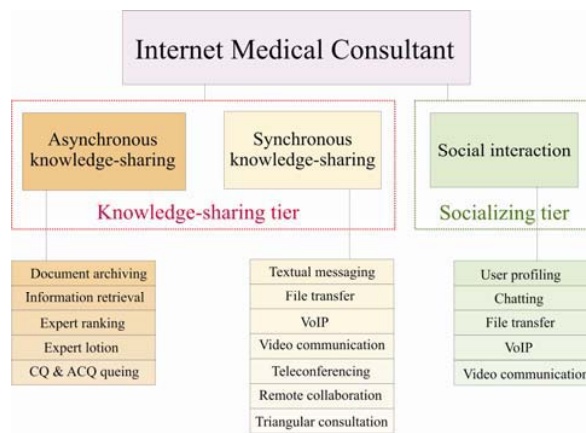 Internet Medical Consultant
Asynchronous
knowledge-sharing
Synchronous
knowledge-sharing
Social interaction
Knowledge-sharing tier
Socializing tier
Document archiving
Information retrieval
Expert ranking
Expert lotion
CQ & ACQ queing
Textual messaging
File transfer
VoIP
Video communication
Teleconferencing
Remote collaboration
Triangular consultation
User profiling
Chatting
File transfer
VoIP
Video communication